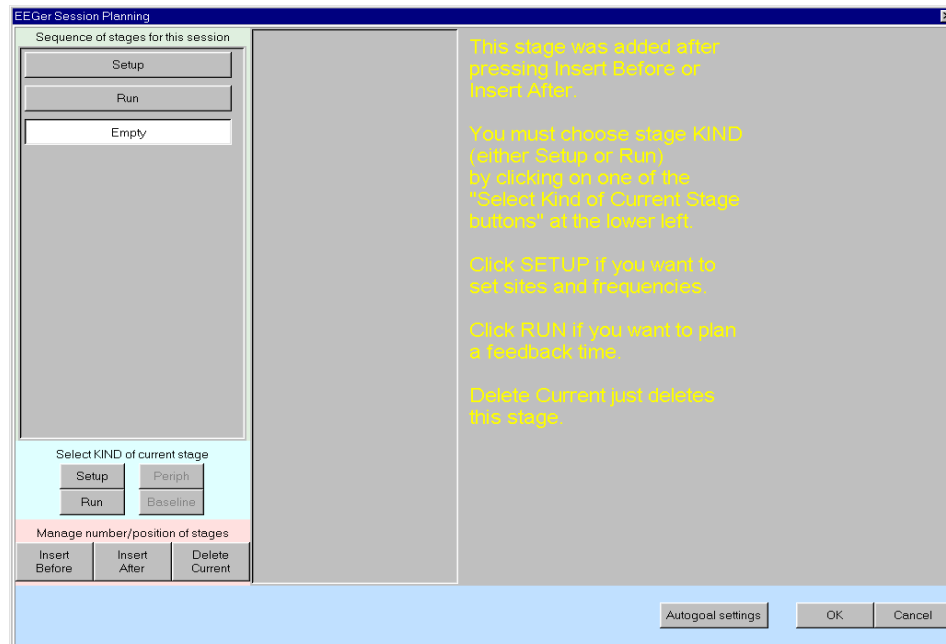 EEGer Session Planning
Sequence of stages for this session
Setup
Run
Empty
This stage was added after
pressing Insert Before or
Insert After.
You must choose stage KIND
(either Setup or Run)
by clicking on one of the
"Select Kind of Current Stage
buttons" at the lower left.
Click SETUP if you want to
set sites and frequencies.
Click RUN if you want to plan
a feedback time.
Delete Current just deletes
this stage.
Select KIND of current stage
Setup
Periph
Run
Baseline
Manage number/position of stages
Insert
Before
Insert
After
Delete
Current
Autogoal settings
OK
Cancel